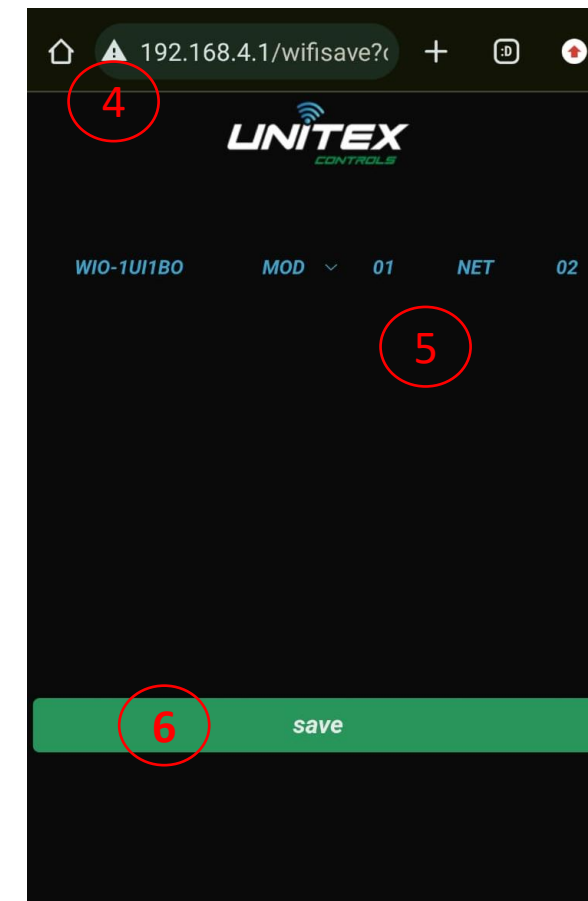 192.168.4.1/wifisave?c
:D
4
UNITEX
CONTROLS
WIO-1UI1BO MOD 01 NET 02
5
6 save